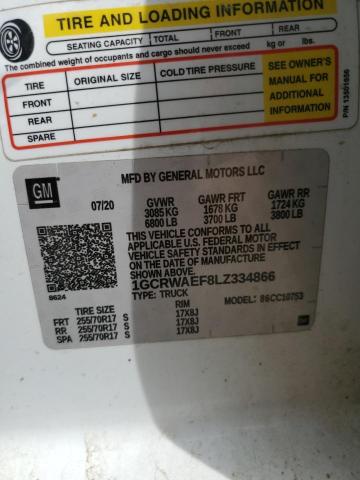 TIRE AND LOADING INFORMATION
SEATING CAPACITY TOTAL FRONT REAR
The combined weight of occupants and cargo should never exceed kg or lbs.
TIRE ORIGINAL SIZE COLD TIRE PRESSURE
FRONT
REAR
SPARE
SEE OWNER'S
MANUAL FOR
ADDITIONAL
INFORMATION
P/N 13501656
GM
MFD BY GENERAL MOTORS LLC
07/20
GVWR GAWR FRT GAWR RR
3085 KG 1678 KG 1724 KG
6800 LB 3700 LB 3800 LB
THIS VEHICLE CONFORMS TO ALL
APPLICABLE U.S. FEDERAL MOTOR
VEHICLE SAFETY STANDARDS IN EFFECT
ON THE DATE OF MANUFACTURE SHOWN ABOVE.
1GCRWAEF8LZ334866
TYPE: TRUCK MODEL: 86CC10753
8624
TIRE SIZE RIM
FRT 255/70R17 S 17X8J
RR 255/70R17 S 17X8J
SPA 255/70R17 S 17X8J
GM